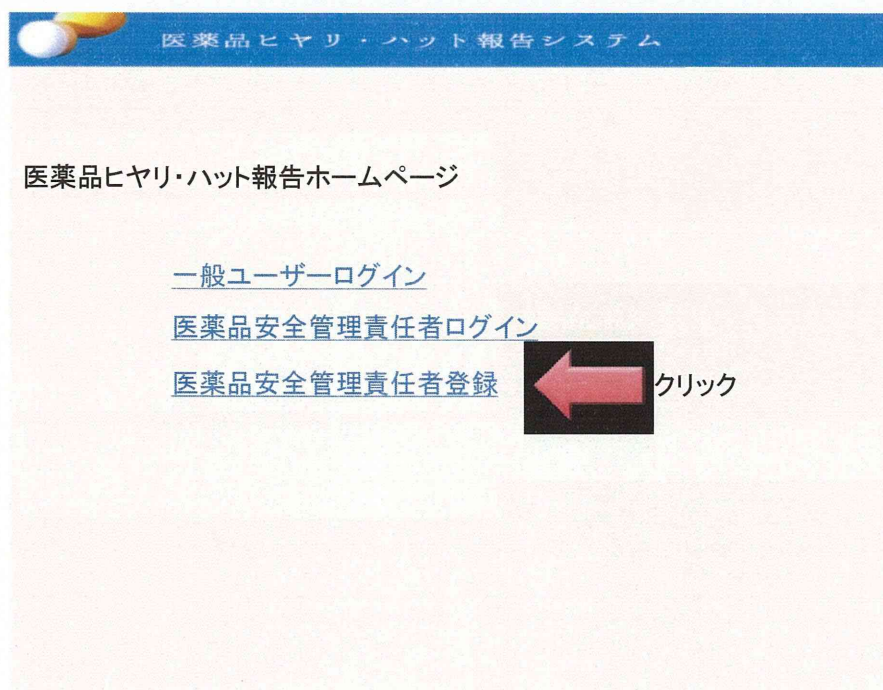 医薬品ヒヤリ・ハット報告システム
医薬品ヒヤリ・ハット報告ホームページ
一般ユーザーログイン
医薬品安全管理責任者ログイン
医薬品安全管理責任者登録
クリック